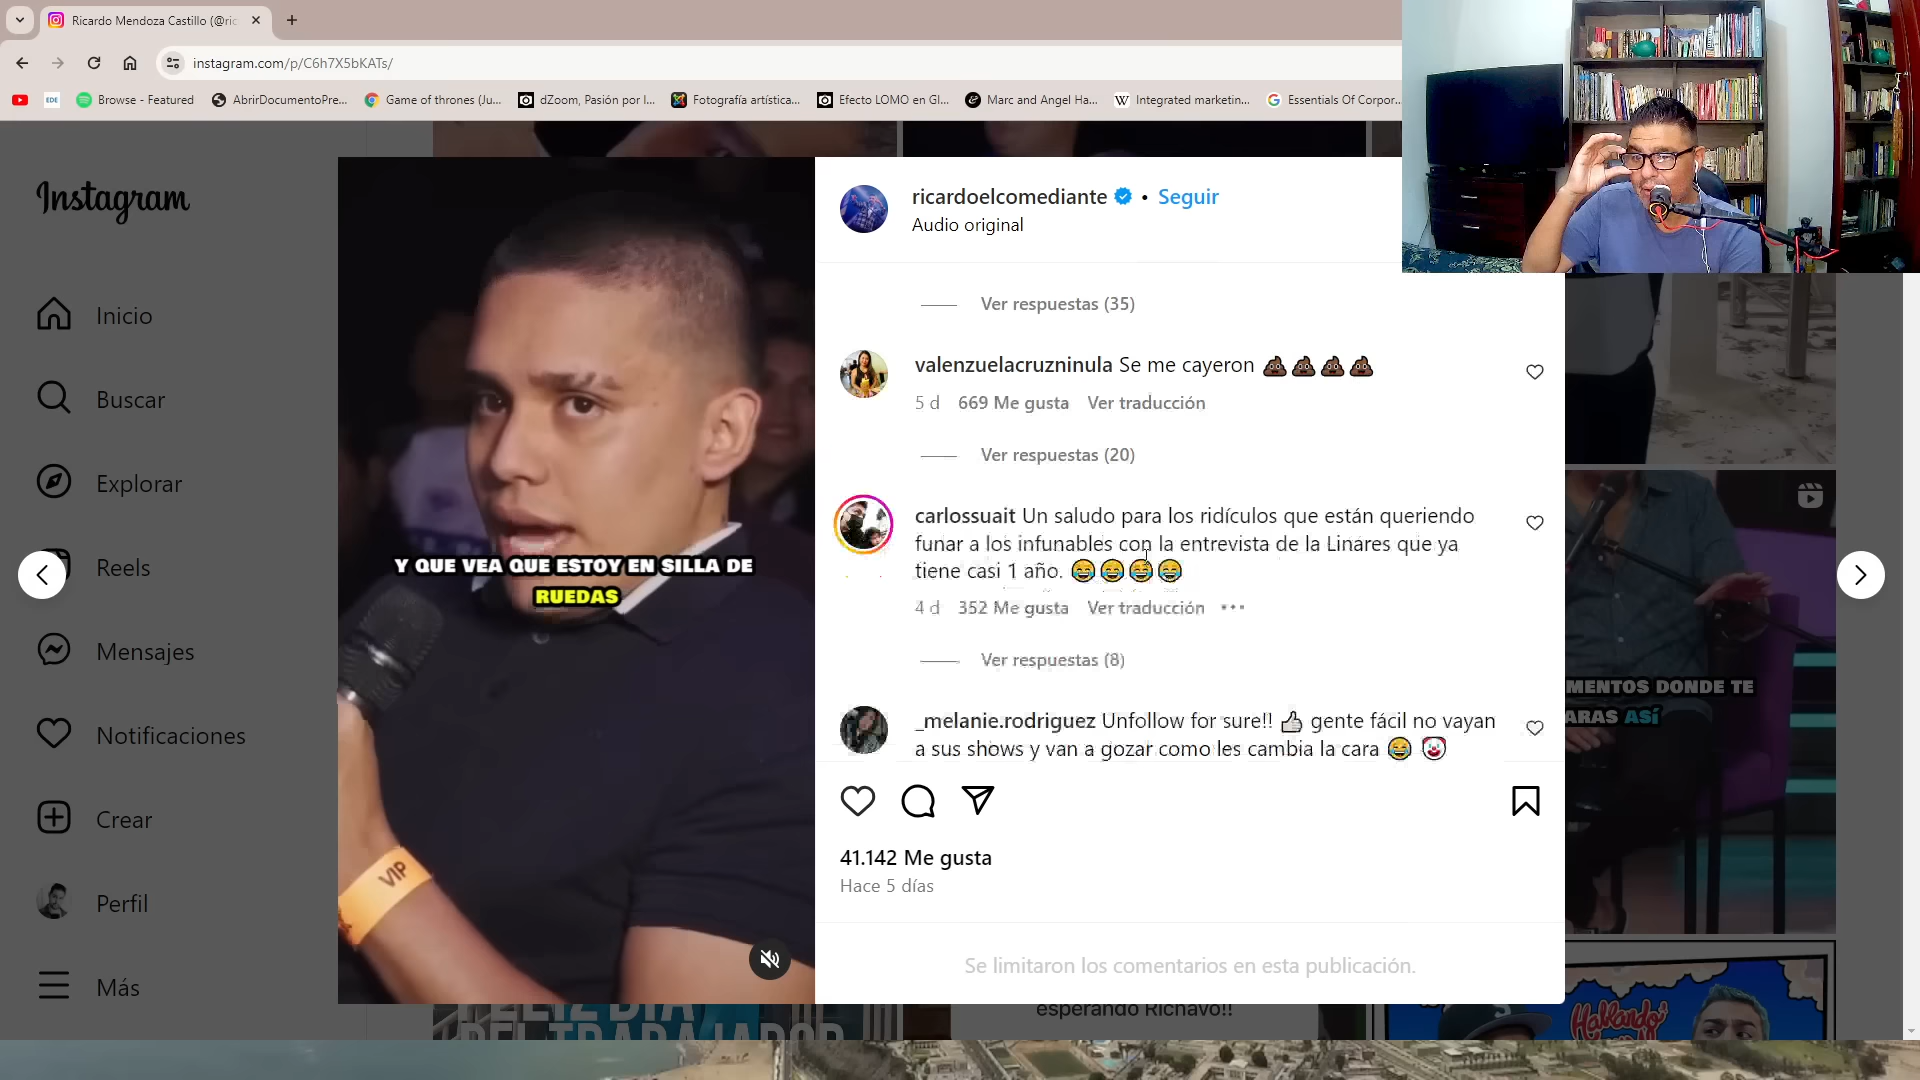 Ricardo Mendoza Castillo (@ric
instagram.com/p/C6h7X5bKATs/
EDE
Browse - Featured
AbrirDocumentoPre...
Game of thrones (Ju...
dZoom, Pasión por l...
Fotografía artística...
Efecto LOMO en Gl...
Marc and Angel Ha...
Integrated marketin...
Essentials Of Corpor...
Instagram
Inicio
Buscar
Explorar
Reels
Mensajes
Notificaciones
Crear
Perfil
Más
Y QUE VEA QUE ESTOY EN SILLA DE
RUEDAS
VIP
ricardoelcomediante • Seguir
Audio original
Ver respuestas (35)
valenzuelacruzninula Se me cayeron 💩💩💩💩
5 d 669 Me gusta Ver traducción
Ver respuestas (20)
carlossuait Un saludo para los ridículos que están queriendo
funar a los infunables con la entrevista de la Linares que ya
tiene casi 1 año. 😂😂😂😂
4 d 352 Me gusta Ver traducción •••
Ver respuestas (8)
_melanie.rodriguez Unfollow for sure!! 👍🏻 gente fácil no vayan
a sus shows y van a gozar como les cambia la cara 😂 🤡
41.142 Me gusta
Hace 5 días
Se limitaron los comentarios en esta publicación.
MENTOS DONDE TE
ARAS ASÍ
FELIZ DÍA
DEL TRABAJADOR
esperando Richavo!!
Hablando